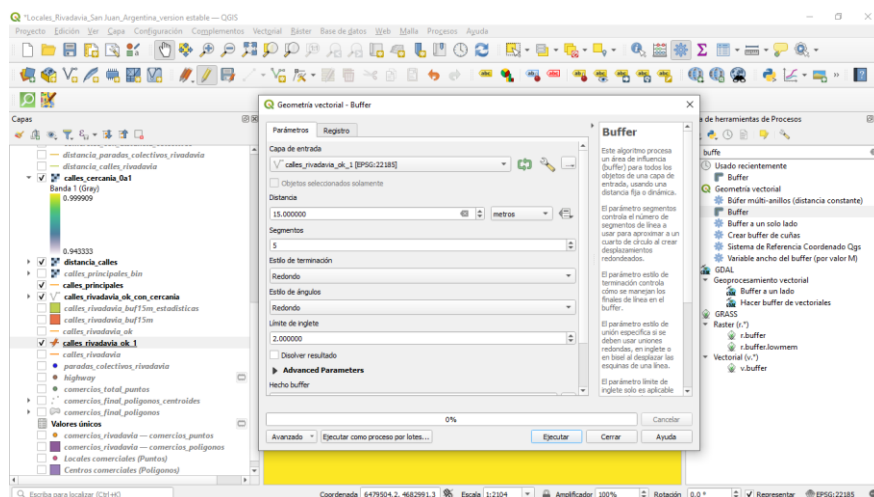 *Locales_Rivadavia_San Juan_Argentina_version estable — QGIS
Proyecto Edición Ver Capa Configuración Complementos Vectorial Ráster Base de datos Web Malla Procesos Ayuda
Capas
distancia_paradas_colectivos_rivadavia
distancia_calles_rivadavia
calles_cercania_0a1
Banda 1 (Gray)
0.999909
0.943333
distancia_calles
calles_principales_bin
calles_principales
calles_rivadavia_ok_con_cercania
calles_rivadavia_buf15m_estadisticas
calles_rivadavia_buf15m
calles_rivadavia_ok
calles_rivadavia_ok_1
calles_rivadavia
paradas_colectivos_rivadavia
highway
comercios_total_puntos
comercios_final_poligonos_centroides
comercios_final_poligonos
Valores únicos
comercios_rivadavia — comercios_puntos
comercios_rivadavia — comercios_poligonos
Locales comerciales (Puntos)
Centros comerciales (Poligonos)
Geometría vectorial - Buffer
Parámetros Registro
Capa de entrada
calles_rivadavia_ok_1 [EPSG:22185]
Objetos seleccionados solamente
Distancia
15.000000 metros
Segmentos
5
Estilo de terminación
Redondo
Estilo de ángulos
Redondo
Límite de inglete
2.000000
Disolver resultado
Advanced Parameters
Hecho buffer
Buffer
Este algoritmo procesa
un área de influencia
(buffer) para todos los
objetos de una capa de
entrada, usando una
distancia fija o dinámica.
El parámetro segmentos
controla el número de
segmentos de línea a
usar para aproximar a un
cuarto de círculo al crear
desplazamientos
redondeados.
El parámetro estilo de
terminación controla
cómo se manejan los
finales de línea en el
buffer.
El parámetro estilo de
unión especifica si se
deben usar uniones
redondas, en inglete o
en bisel al desplazar las
esquinas de una línea.
El parámetro límite de
inglete solo es aplicable
0% Cancelar
Avanzado Ejecutar como proceso por lotes... Ejecutar Cerrar Ayuda
a de herramientas de Procesos
buffe
Usado recientemente
Buffer
Geometría vectorial
Búfer múlti-anillos (distancia constante)
Buffer
Buffer a un solo lado
Crear buffer de cuñas
Sistema de Referencia Coordenado Qgs
Variable ancho del buffer (por valor M)
GDAL
Geoprocesamiento vectorial
Buffer a un lado
Hacer buffer de vectoriales
GRASS
Raster (r.*)
r.buffer
r.buffer.lowmem
Vectorial (v.*)
v.buffer
Escriba para localizar (Ctrl+K) Coordenada 6479504.2, 4682991.3 Escala 1:2104 Amplificador 100% Rotación 0,0 ° Representar EPSG:22185